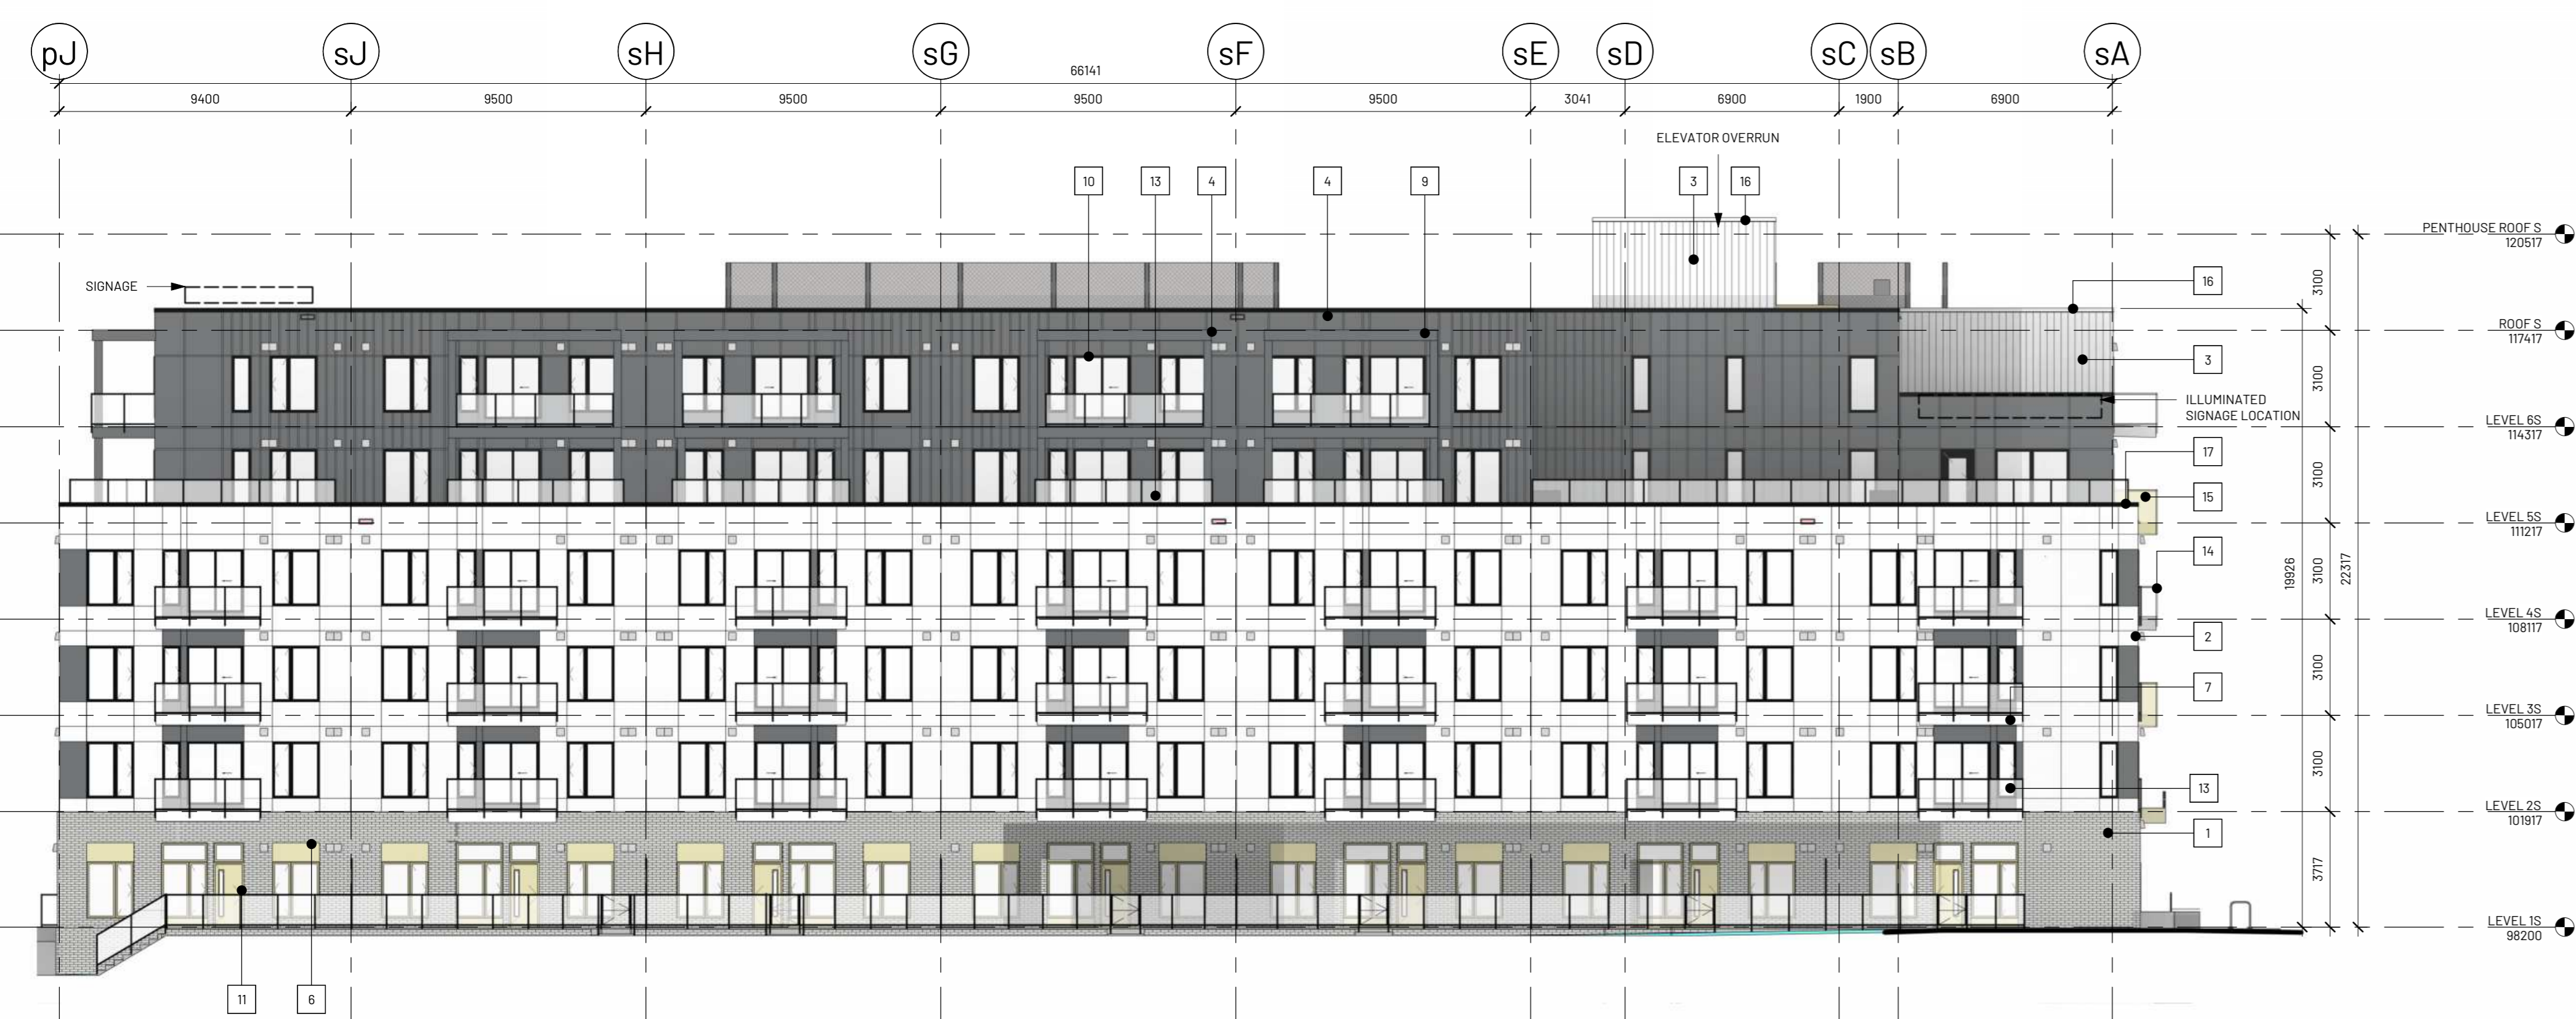 pJ
sJ
sH
sG
sF
sE
sD
sC
sB
sA
66141
9400
9500
9500
9500
9500
3041
6900
1900
6900
ELEVATOR OVERRUN
10
13
4
4
9
3
16
PENTHOUSE ROOF S
120517
SIGNAGE
16
3100
ROOF S
117417
3
3100
ILLUMINATED
SIGNAGE LOCATION
LEVEL 6S
114317
17
3100
15
LEVEL 5S
111217
14
19926
3100
22317
LEVEL 4S
108117
2
3100
7
LEVEL 3S
105017
3100
13
LEVEL 2S
101917
1
3717
LEVEL 1S
98200
11
6